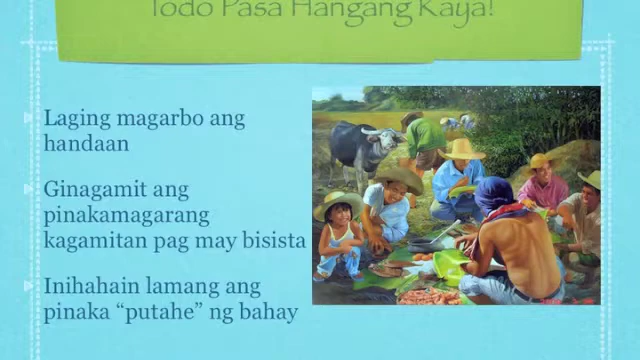 Todo Pasa Hangang Kaya!
Laging magarbo ang
handaan
Ginagamit ang
pinakamagarang
kagamitan pag may bisista
Inihahain lamang ang
pinaka “putahe” ng bahay